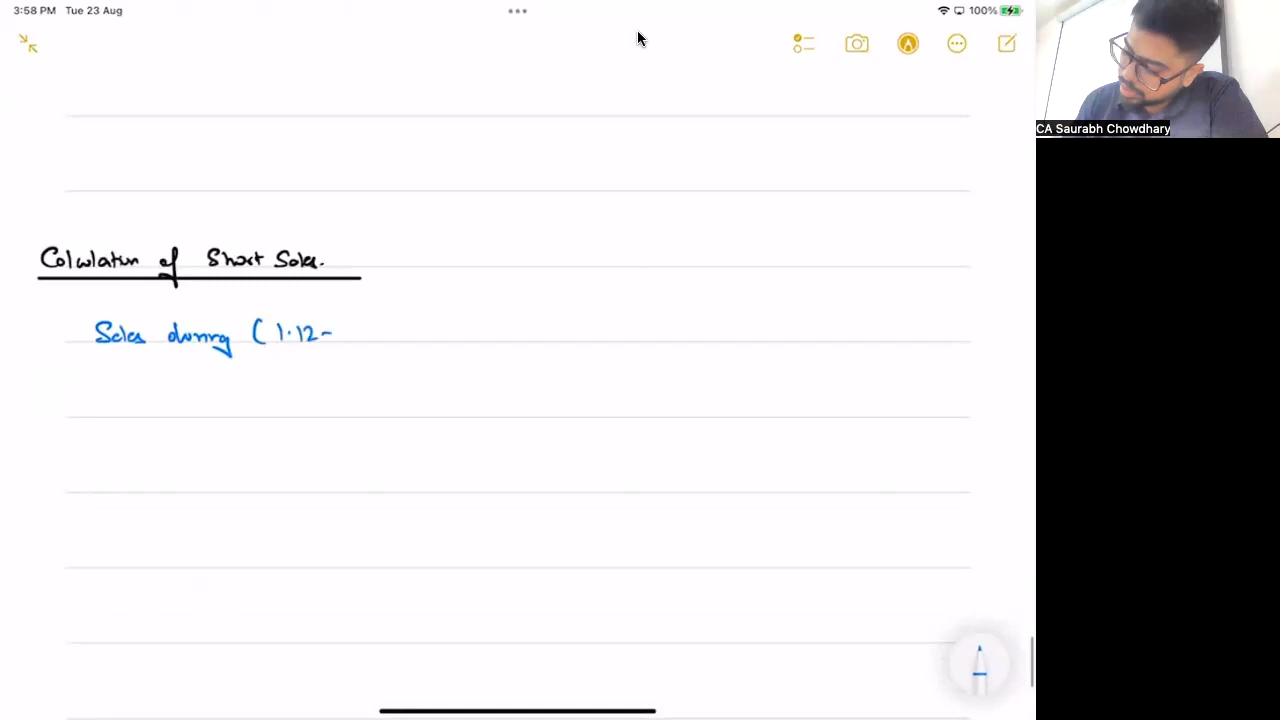 3:58 PM Tue 23 Aug
100%
CA Saurabh Chowdhary
Calculation of Short Sales.
Sales during ( 1.12 -